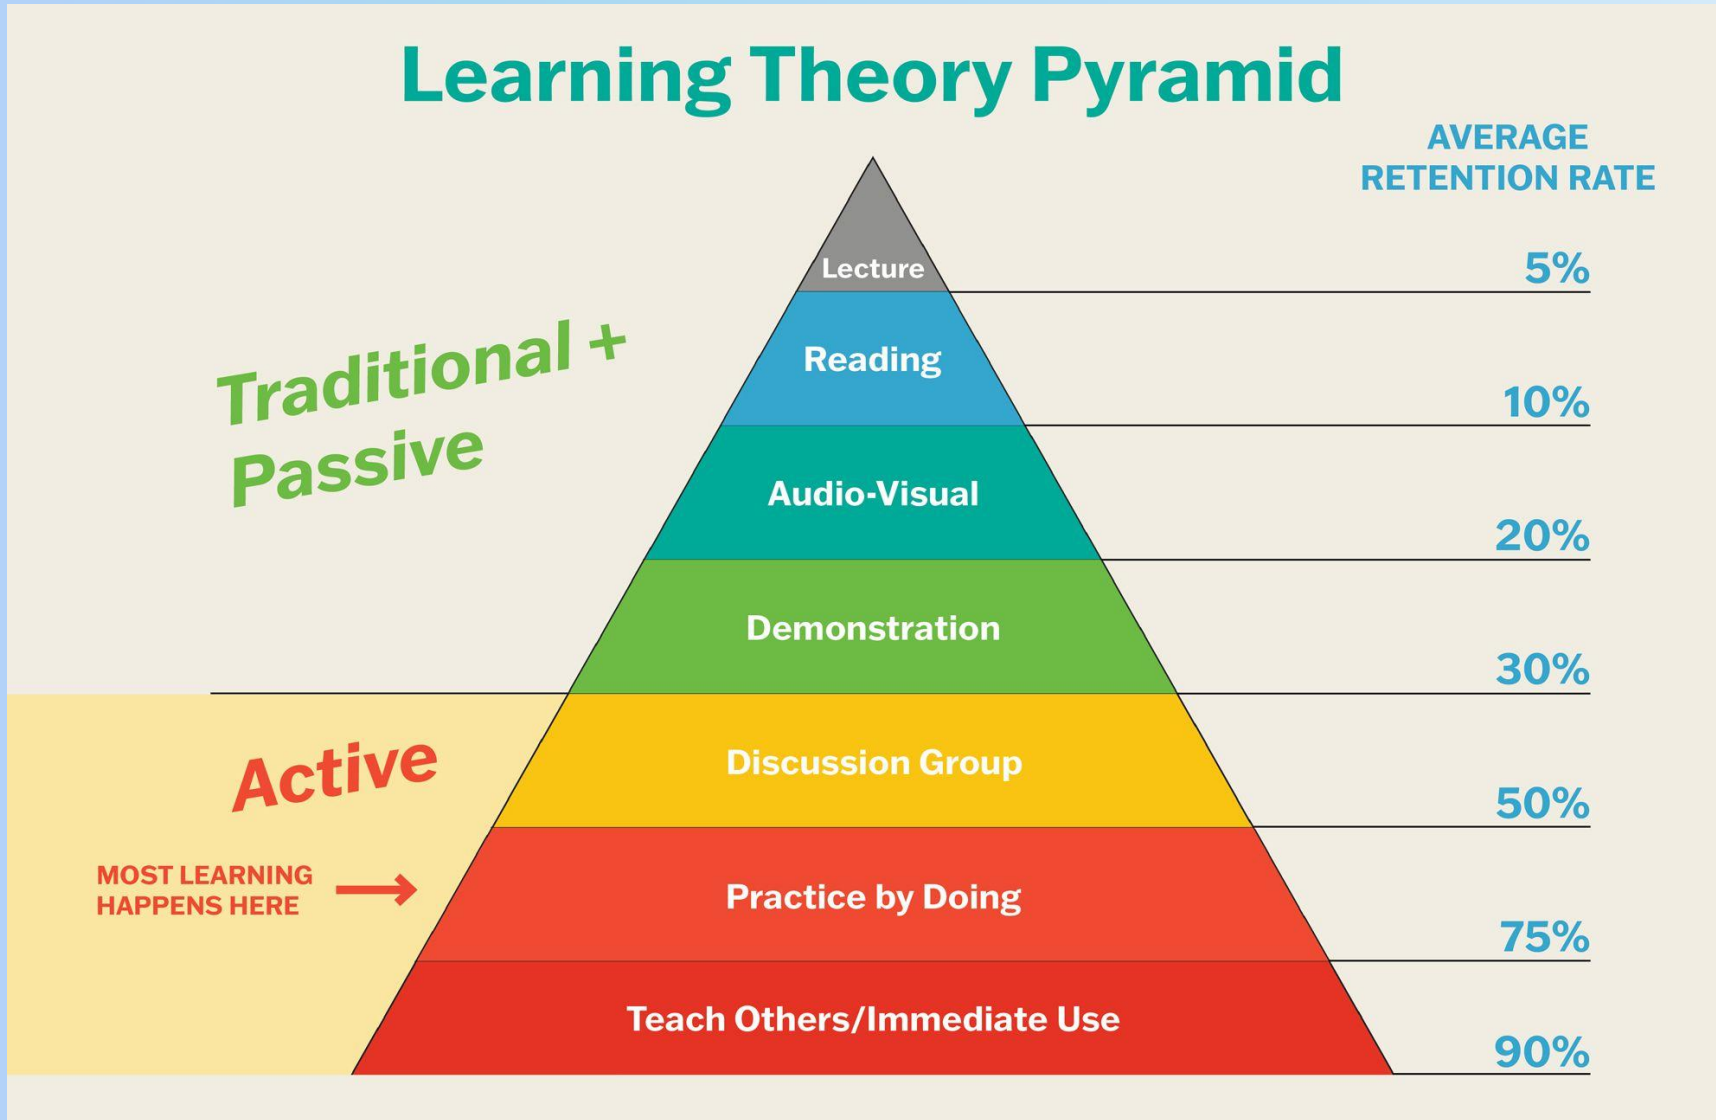 Learning Theory Pyramid
AVERAGE
RETENTION RATE
Lecture
5%
Reading
10%
Traditional +
Passive
Audio-Visual
20%
Demonstration
30%
Active
Discussion Group
50%
MOST LEARNING
HAPPENS HERE
Practice by Doing
75%
Teach Others/Immediate Use
90%